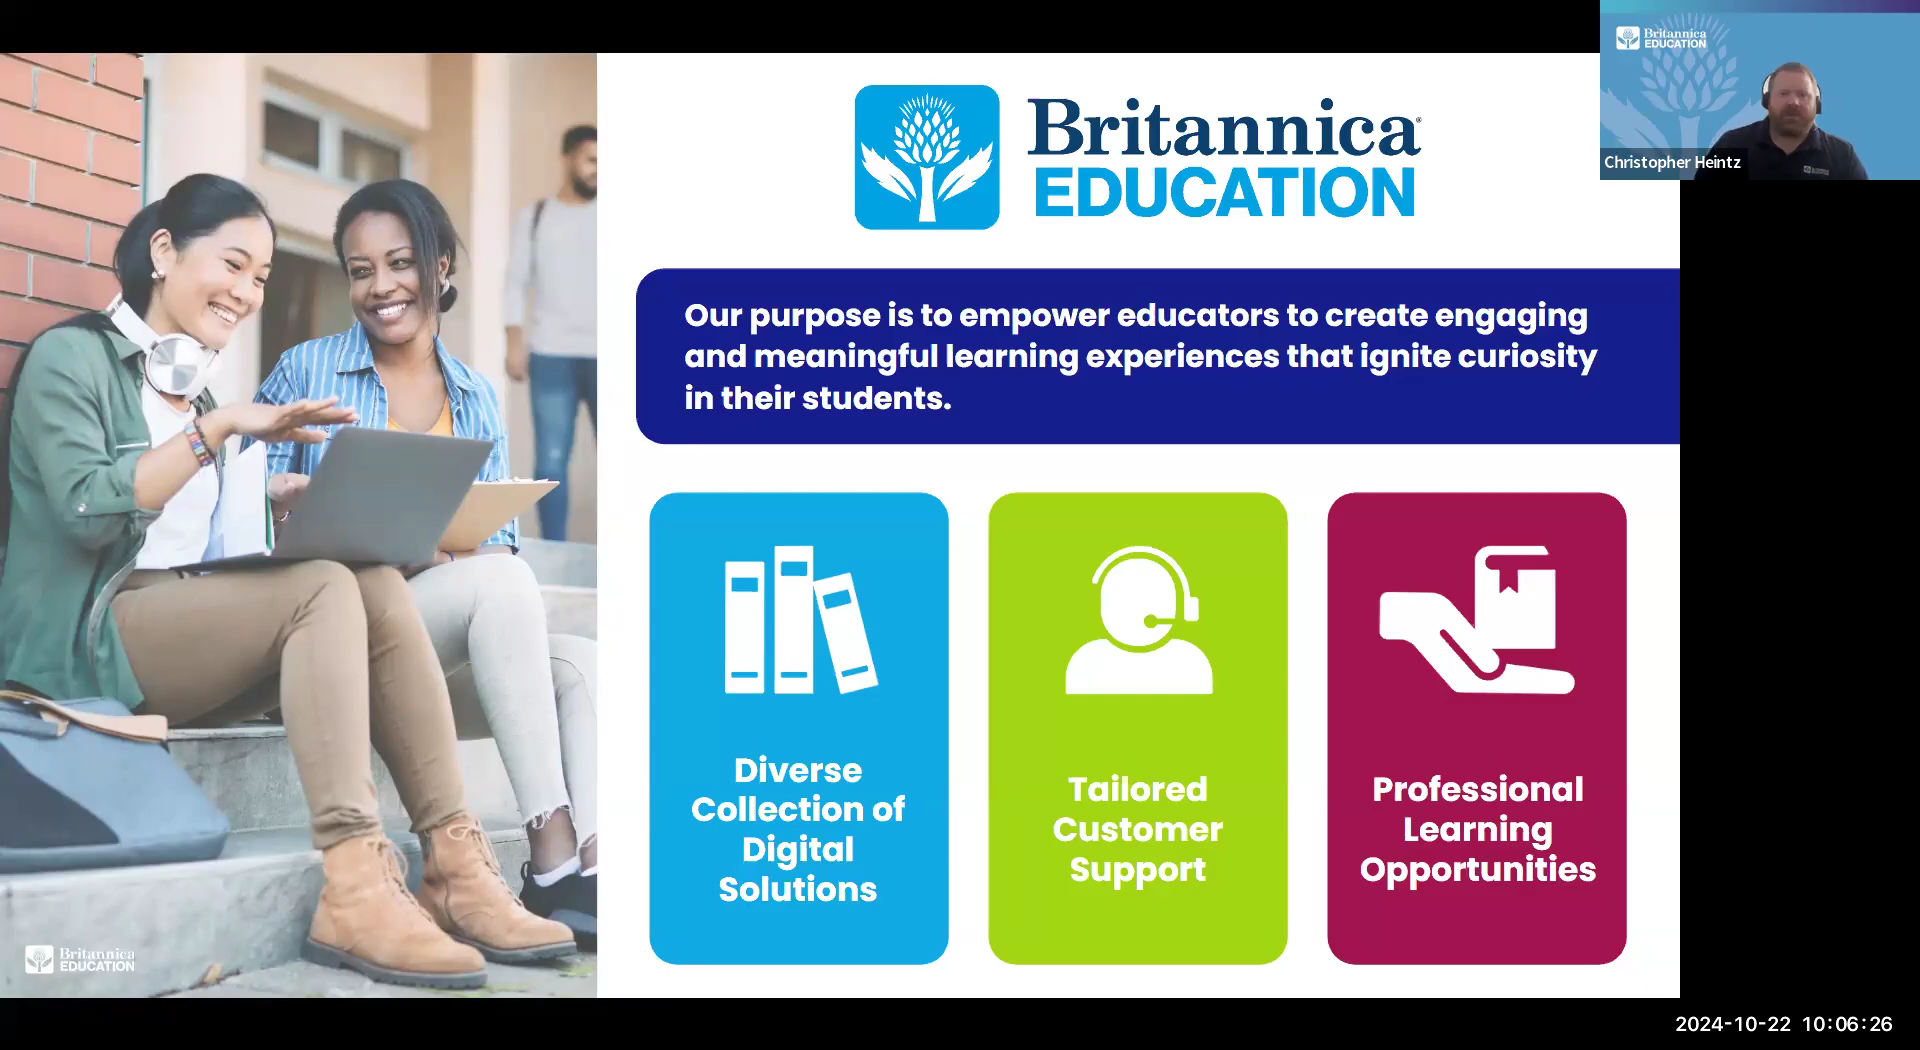 Britannica
EDUCATION
Christopher Heintz
Britannica®
EDUCATION
Our purpose is to empower educators to create engaging
and meaningful learning experiences that ignite curiosity
in their students.
Diverse
Collection of
Digital
Solutions
Tailored
Customer
Support
Professional
Learning
Opportunities
Britannica
EDUCATION
2024-10-22 10:06:26